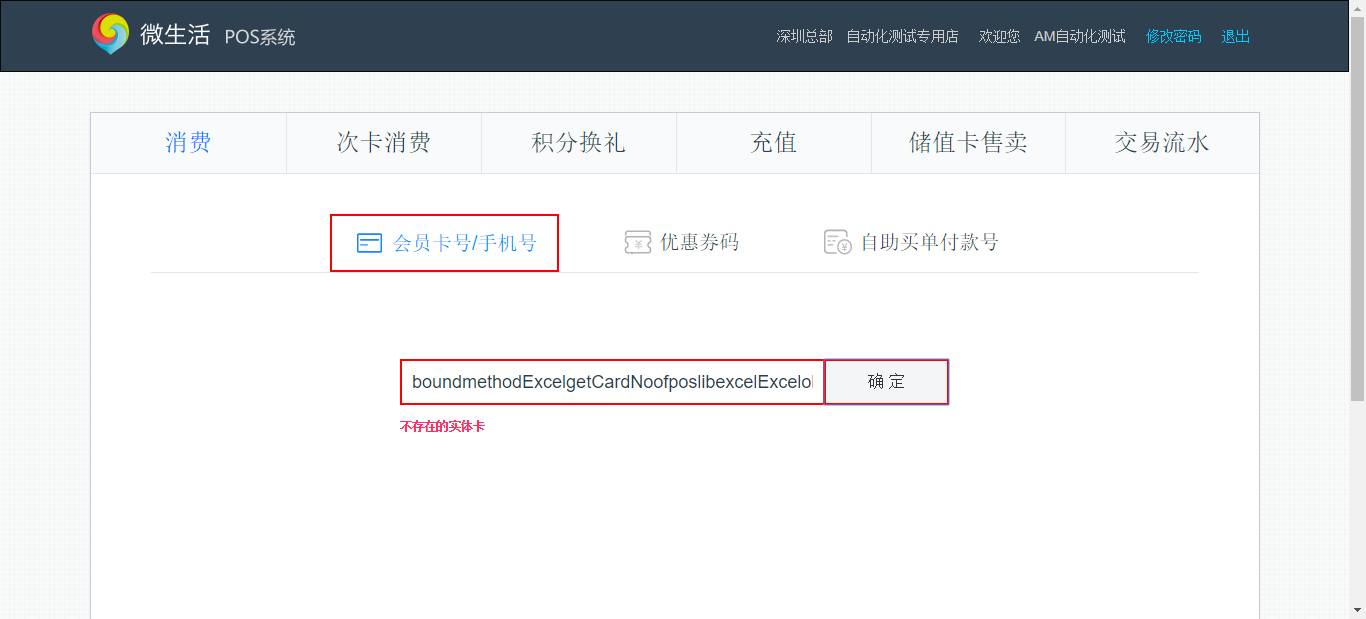 微生活 POS系统
深圳总部 自动化测试专用店 欢迎您 AM自动化测试 修改密码 退出
消费 次卡消费 积分换礼 充值 储值卡售卖 交易流水
会员卡号/手机号 优惠券码 自助买单付款号
boundmethodExcelgetCardNoofposlibexcelExcelo 确 定
不存在的实体卡